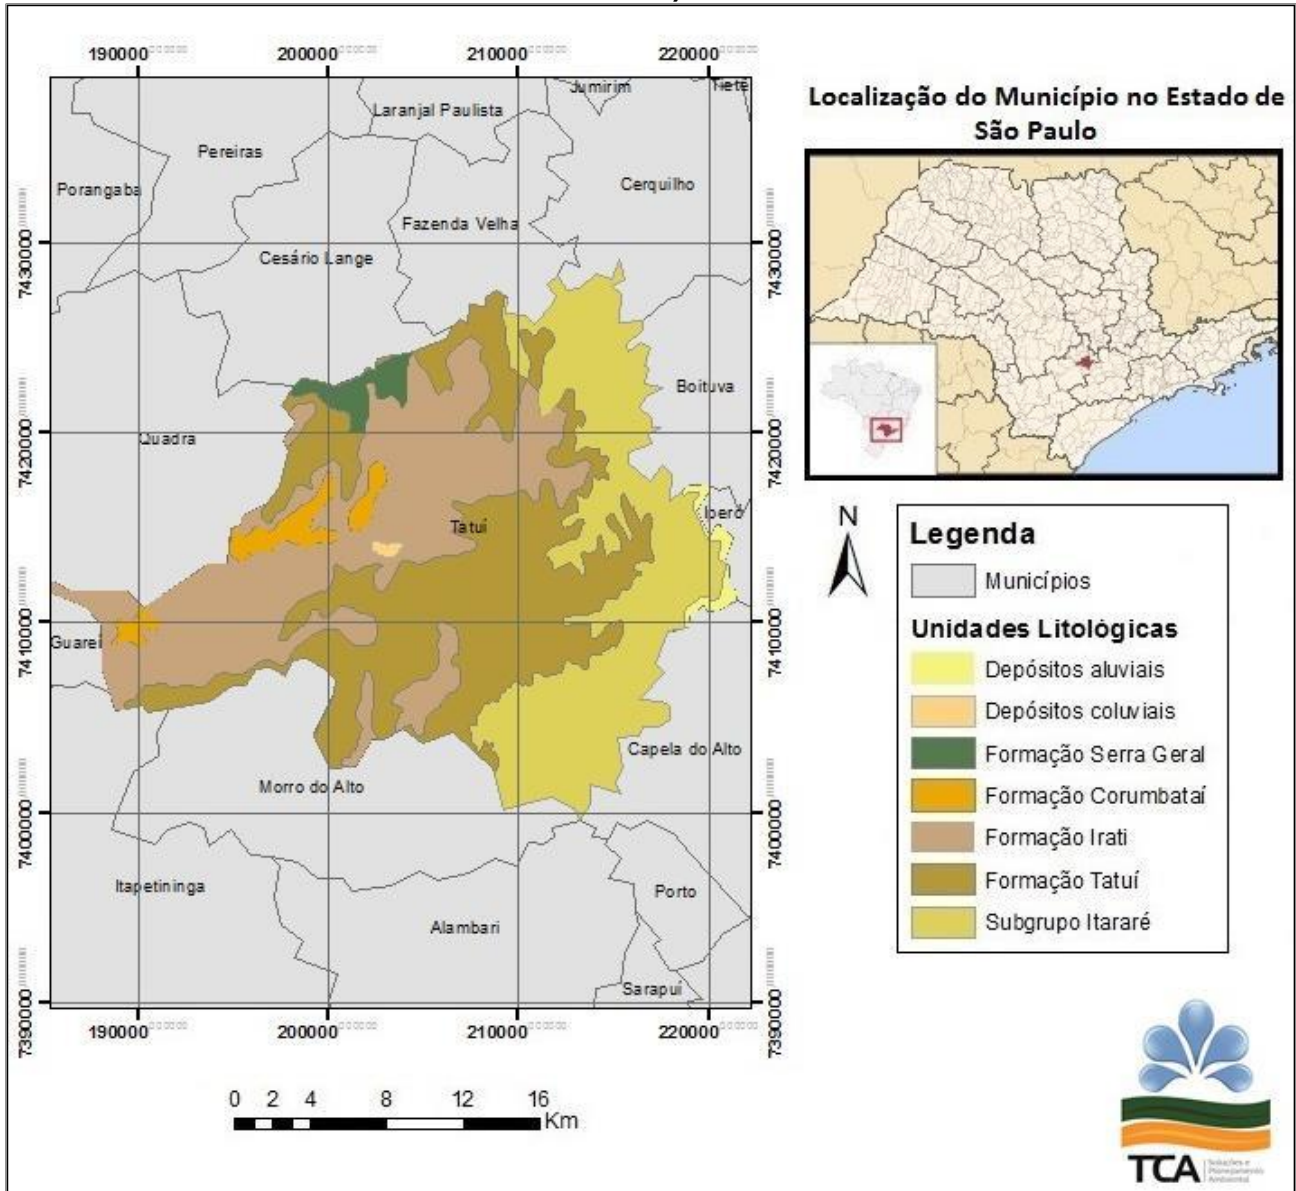 190000
200000
210000
220000
Jumirim
Tietê
Laranjal Paulista
Pereiras
Porangaba
Cerquilho
Fazenda Velha
Cesário Lange
7430000
7430000
Boituva
Quadra
7420000
7420000
Iperó
Tatuí
Guareí
7410000
7410000
Capela do Alto
Morro do Alto
7400000
7400000
Itapetininga
Porto
Alambari
Sarapuí
7390000
7390000
190000
200000
210000
220000
0 2 4 8 12 16
Km
Localização do Município no Estado de
São Paulo
N
Legenda
Municípios
Unidades Litológicas
Depósitos aluviais
Depósitos coluviais
Formação Serra Geral
Formação Corumbataí
Formação Irati
Formação Tatuí
Subgrupo Itararé
TCA
Soluções e
Planejamento
Ambiental